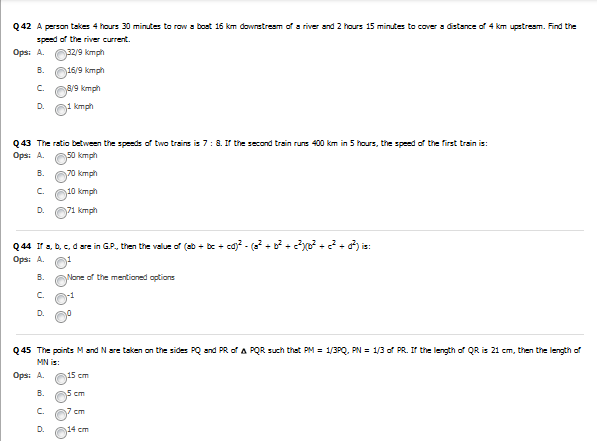 Q 42 A person takes 4 hours 30 minutes to row a boat 16 km downstream of a river and 2 hours 15 minutes to cover a distance of 4 km upstream. Find the
speed of the river current.
Ops: A. 32/9 kmph
B. 16/9 kmph
C. 8/9 kmph
D. 1 kmph
Q 43 The ratio between the speeds of two trains is 7 : 8. If the second train runs 400 km in 5 hours, the speed of the first train is:
Ops: A. 50 kmph
B. 70 kmph
C. 10 kmph
D. 71 kmph
Q 44 If a, b, c, d are in G.P., then the value of (ab + bc + cd)² - (a² + b² + c²)(b² + c² + d²) is:
Ops: A. 1
B. None of the mentioned options
C. -1
D. 0
Q 45 The points M and N are taken on the sides PQ and PR of Δ PQR such that PM = 1/3PQ, PN = 1/3 of PR. If the length of QR is 21 cm, then the length of
MN is:
Ops: A. 15 cm
B. 5 cm
C. 7 cm
D. 14 cm